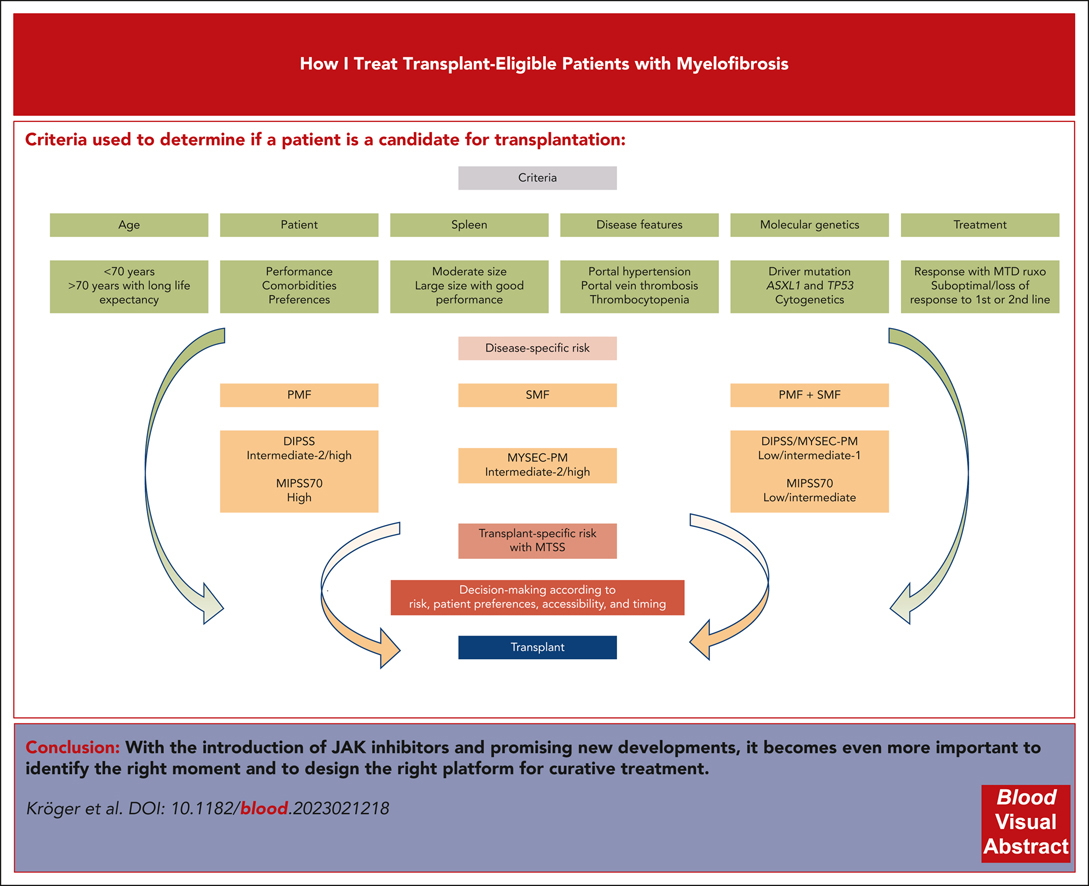 How I Treat Transplant-Eligible Patients with Myelofibrosis
Criteria used to determine if a patient is a candidate for transplantation:
Criteria
Age
Patient
Spleen
Disease features
Molecular genetics
Treatment
<70 years
>70 years with long life
expectancy
Performance
Comorbidities
Preferences
Moderate size
Large size with good
performance
Portal hypertension
Portal vein thrombosis
Thrombocytopenia
Driver mutation
ASXL1 and TP53
Cytogenetics
Response with MTD ruxo
Suboptimal/loss of
response to 1st or 2nd line
Disease-specific risk
PMF
SMF
PMF + SMF
DIPSS
Intermediate-2/high
MIPSS70
High
MYSEC-PM
Intermediate-2/high
DIPSS/MYSEC-PM
Low/intermediate-1
MIPSS70
Low/intermediate
Transplant-specific risk
with MTSS
Decision-making according to
risk, patient preferences, accessibility, and timing
Transplant
Conclusion: With the introduction of JAK inhibitors and promising new developments, it becomes even more important to
identify the right moment and to design the right platform for curative treatment.
Kröger et al. DOI: 10.1182/blood.2023021218
Blood
Visual
Abstract